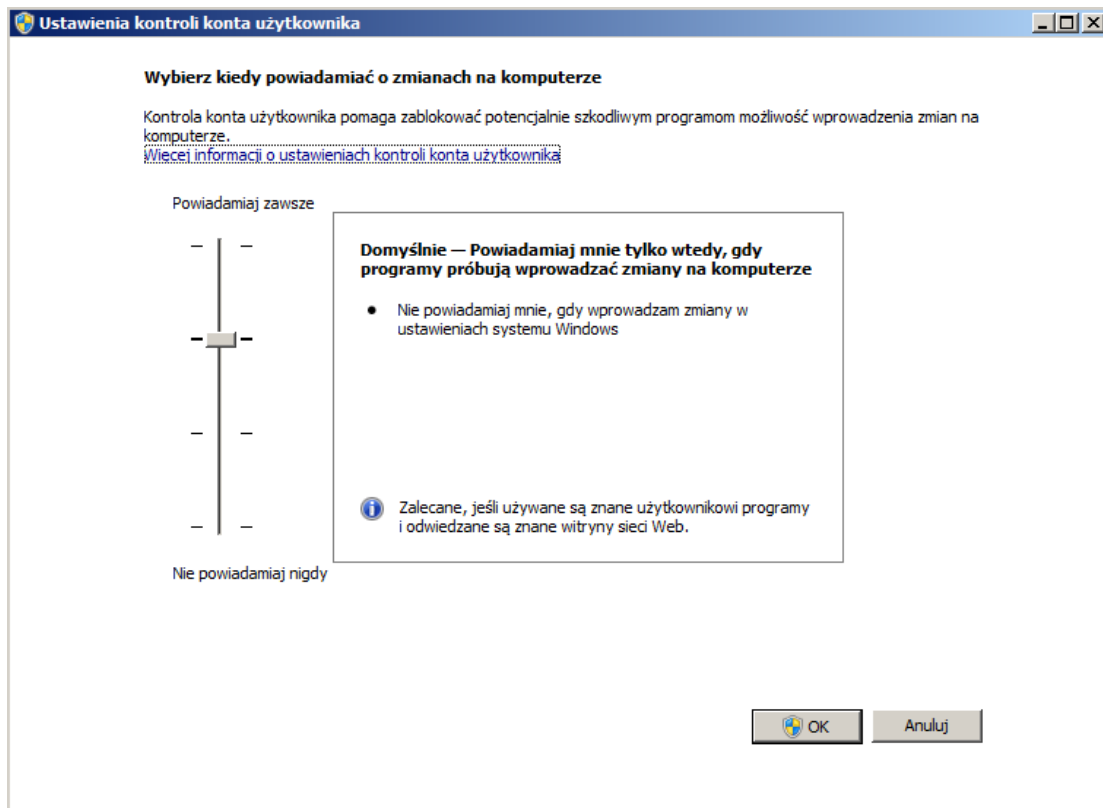 Ustawienia kontroli konta użytkownika
Wybierz kiedy powiadamiać o zmianach na komputerze
Kontrola konta użytkownika pomaga zablokować potencjalnie szkodliwym programom możliwość wprowadzenia zmian na
komputerze.
Więcej informacji o ustawieniach kontroli konta użytkownika
Powiadamiaj zawsze
Domyślnie — Powiadamiaj mnie tylko wtedy, gdy
programy próbują wprowadzać zmiany na komputerze
● Nie powiadamiaj mnie, gdy wprowadzam zmiany w
ustawieniach systemu Windows
Zalecane, jeśli używane są znane użytkownikowi programy
i odwiedzane są znane witryny sieci Web.
Nie powiadamiaj nigdy
OK
Anuluj